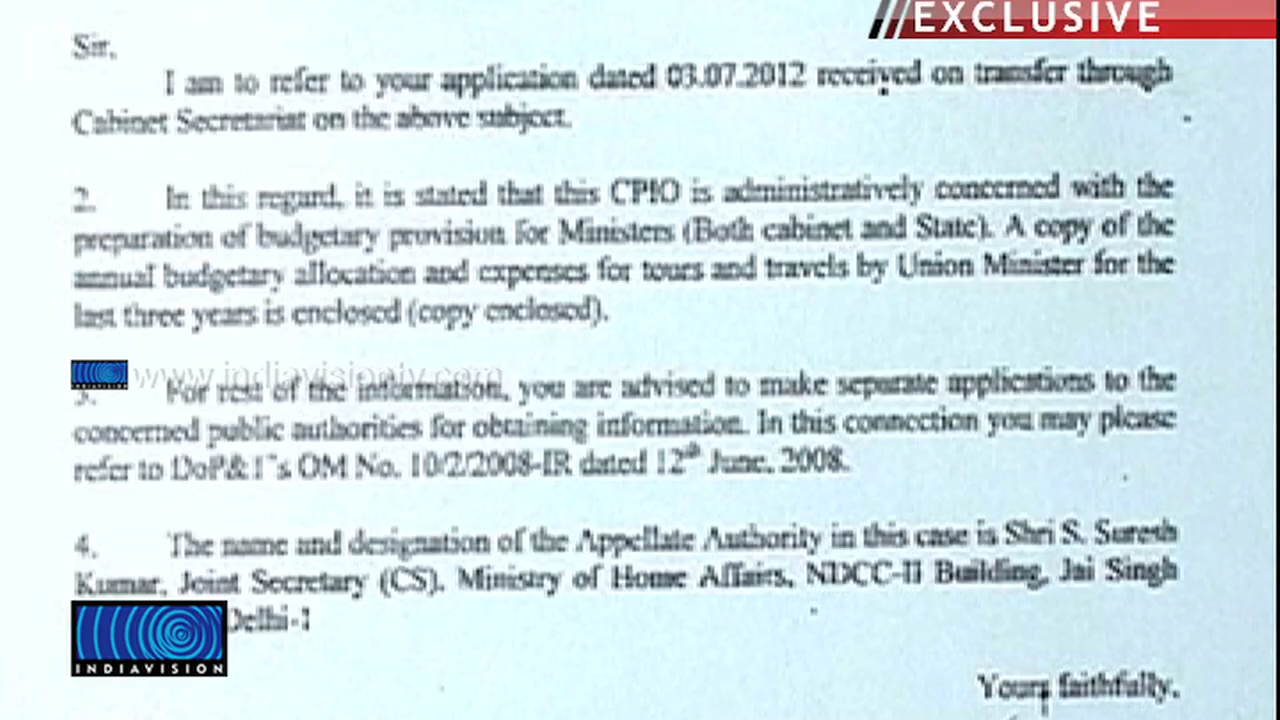 EXCLUSIVE
Sir,
I am to refer to your application dated 03.07.2012 received on transfer through
Cabinet Secretariat on the above subject.
2. In this regard, it is stated that this CPIO is administratively concerned with the
preparation of budgetary provision for Ministers (Both cabinet and State). A copy of the
annual budgetary allocation and expenses for tours and travels by Union Minister for the
last three years is enclosed (copy enclosed).
www.indiavisiontv.com
3. For rest of the information, you are advised to make separate applications to the
concerned public authorities for obtaining information. In this connection you may please
refer to DoP&T's OM No. 10/2/2008-IR dated 12th June, 2008.
4. The name and designation of the Appellate Authority in this case is Shri S. Suresh
Kumar, Joint Secretary (CS), Ministry of Home Affairs, NDCC-II Building, Jai Singh
Delhi-1
INDIAVISION
Yours faithfully,